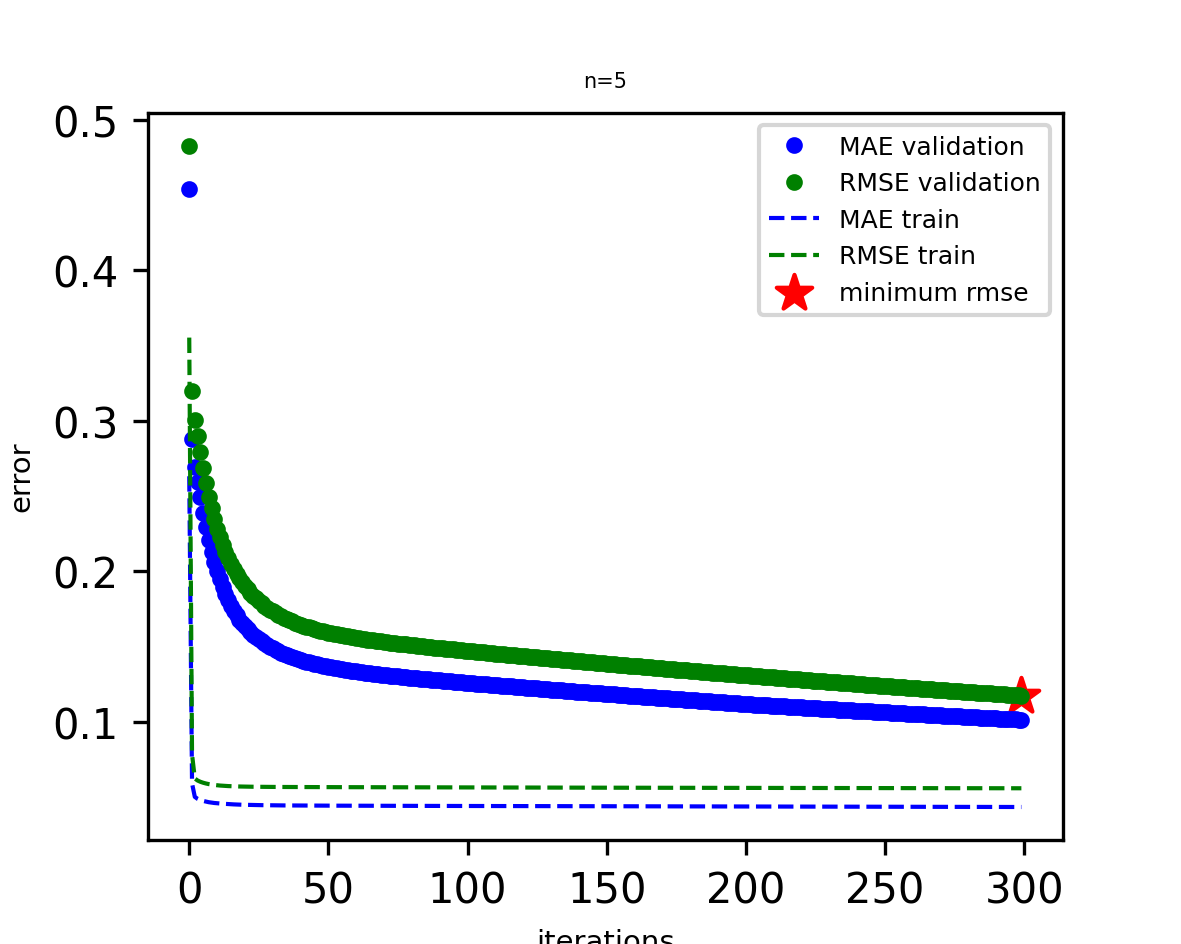 n=5
0.5
0.4
0.3
0.2
0.1
error
MAE validation
RMSE validation
MAE train
RMSE train
minimum rmse
0 50 100 150 200 250 300
iterations